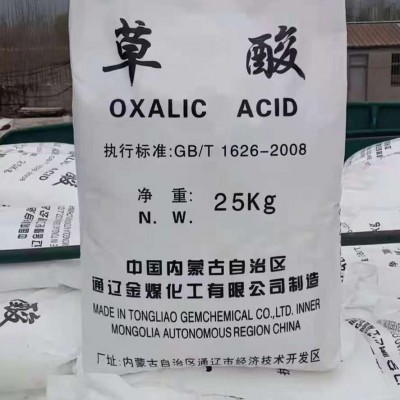 草 酸
OXALIC ACID
执行标准:GB/T 1626-2008
净 重: 25Kg
N. W.
中国内蒙古自治区
通辽金煤化工有限公司制造
MADE IN TONGLIAO GEMCHEMICAL CO.,LTD. INNER
MONGOLIA AUTONOMOUS REGION CHINA
厂址:内蒙古自治区通辽市经济技术开发区